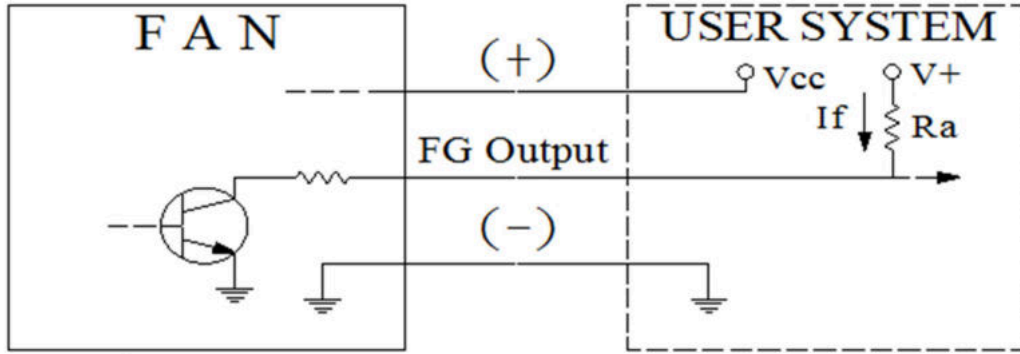 F A N
USER SYSTEM
(+)
Vcc
V+
If
Ra
FG Output
(-)